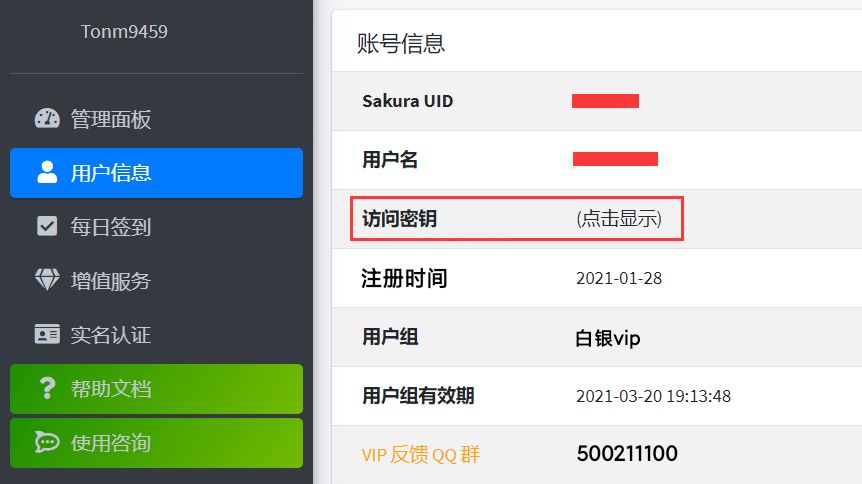 Tonm9459
管理面板
用户信息
每日签到
增值服务
实名认证
帮助文档
使用咨询
账号信息
Sakura UID
用户名
访问密钥 (点击显示)
注册时间 2021-01-28
用户组 白银vip
用户组有效期 2021-03-20 19:13:48
VIP 反馈 QQ 群 500211100